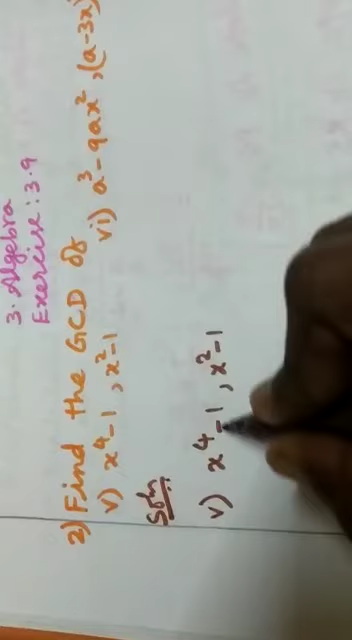 3. Algebra
Exercise: 3.9
2) Find the GCD of
v) x⁴-1, x²-1 vi) a³-9ax², (a-3x)
Soln
v) x⁴-1, x²-1